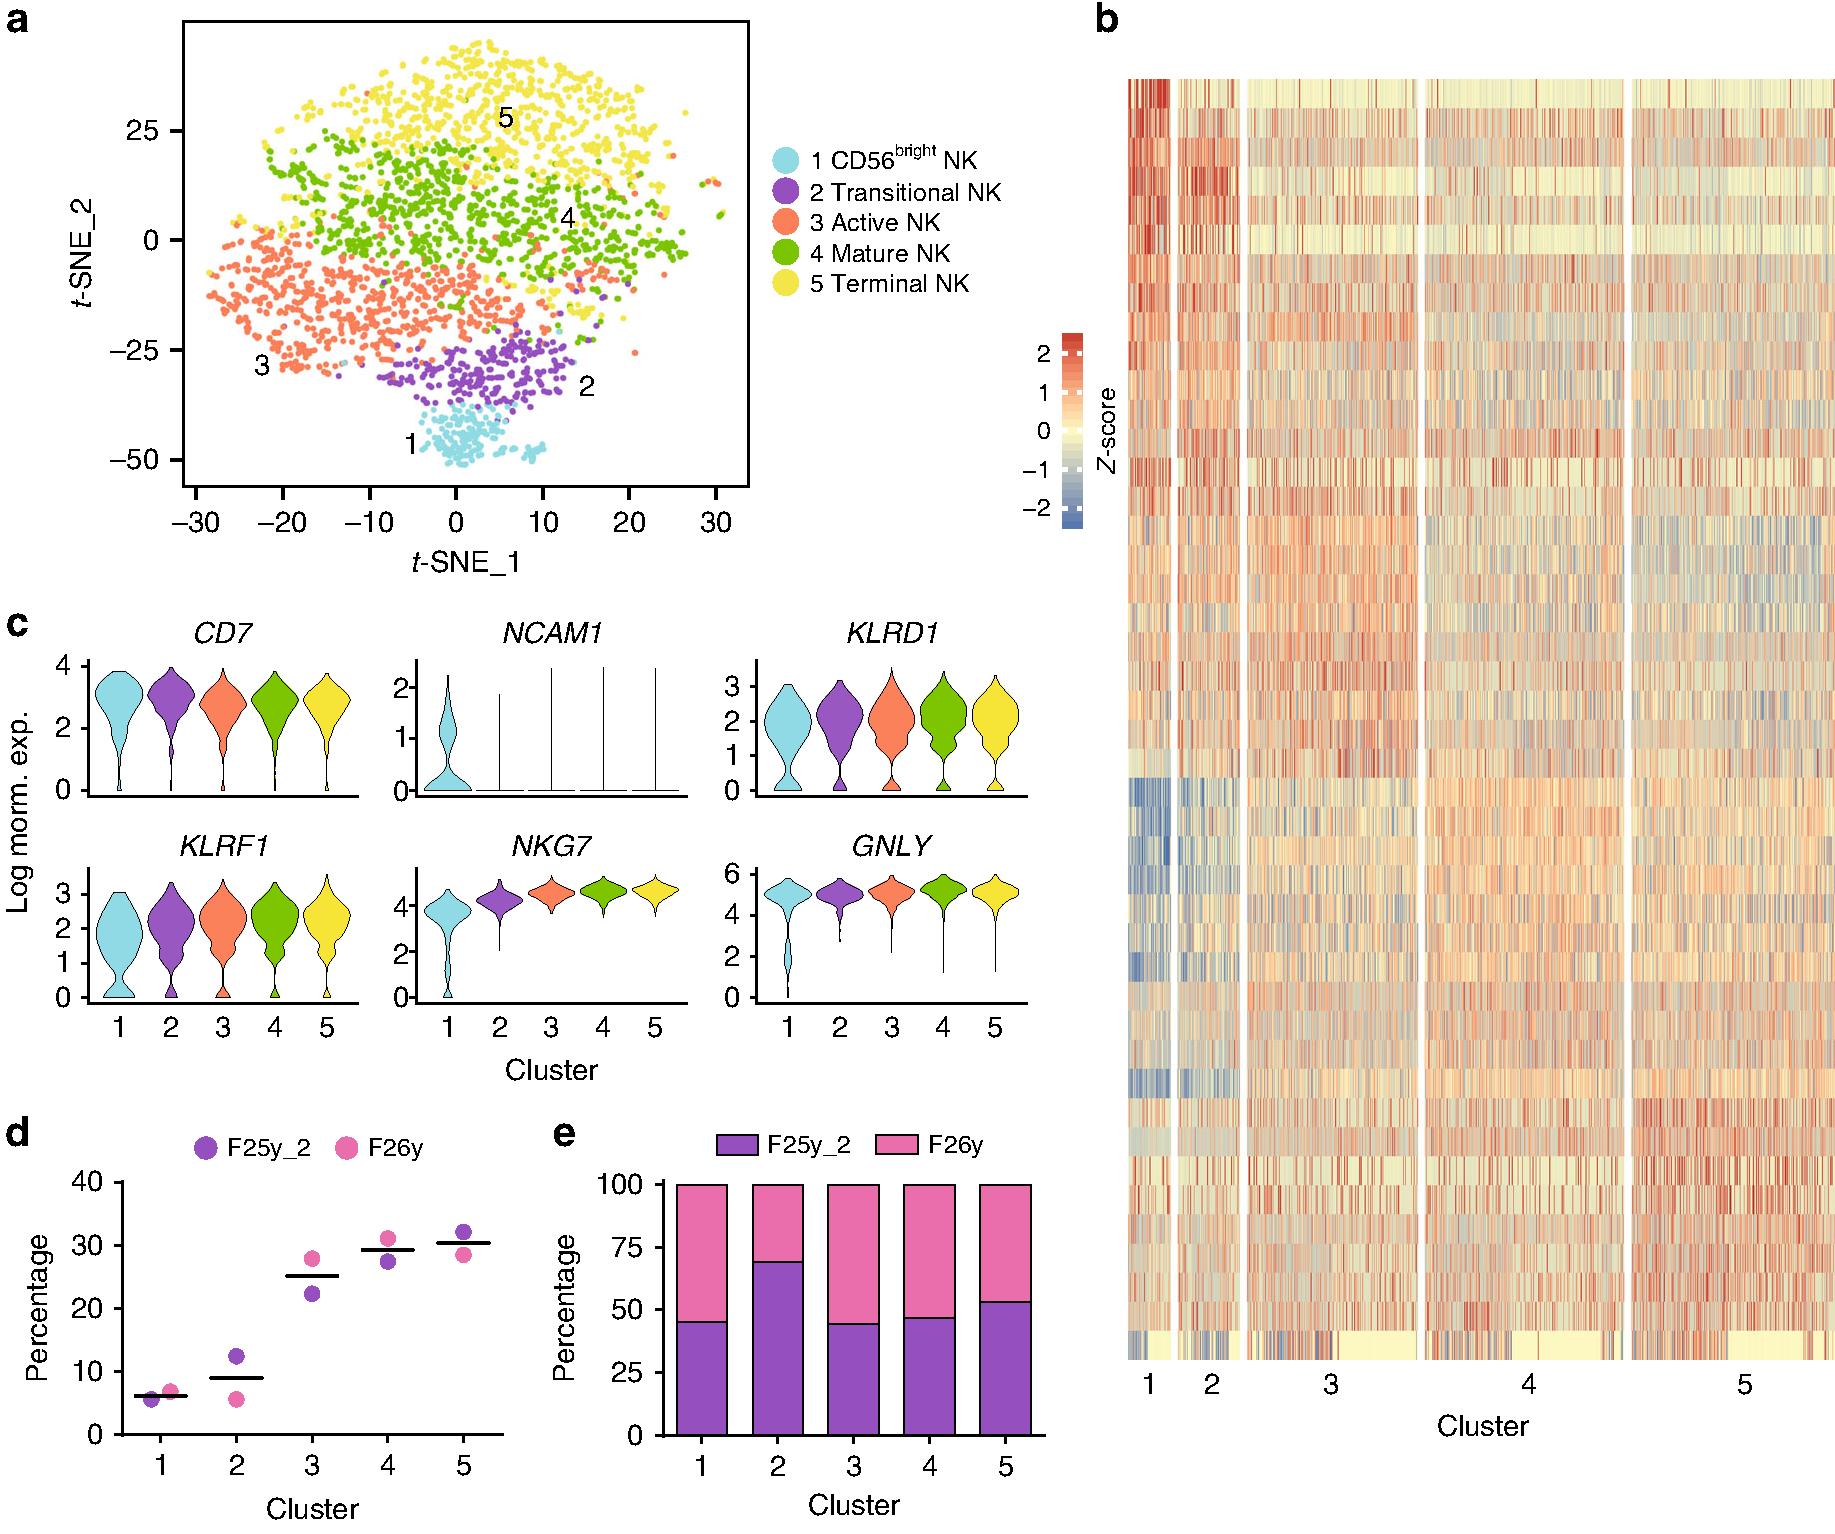 a
25
0
−25
−50
t-SNE_2
−30 −20 −10 0 10 20 30
t-SNE_1
5
4
3
2
1
1 CD56bright NK
2 Transitional NK
3 Active NK
4 Mature NK
5 Terminal NK
b
2
1
0
−1
−2
Z-score
1 2 3 4 5
Cluster
c
Log morm. exp.
CD7 NCAM1 KLRD1
4
2
0
2
1
0
3
2
1
0
KLRF1 NKG7 GNLY
3
2
1
0
4
2
0
6
4
2
0
1 2 3 4 5 1 2 3 4 5 1 2 3 4 5
Cluster
d
F25y_2 F26y
40
30
20
10
0
Percentage
1 2 3 4 5
Cluster
e
F25y_2 F26y
100
75
50
25
0
Percentage
1 2 3 4 5
Cluster